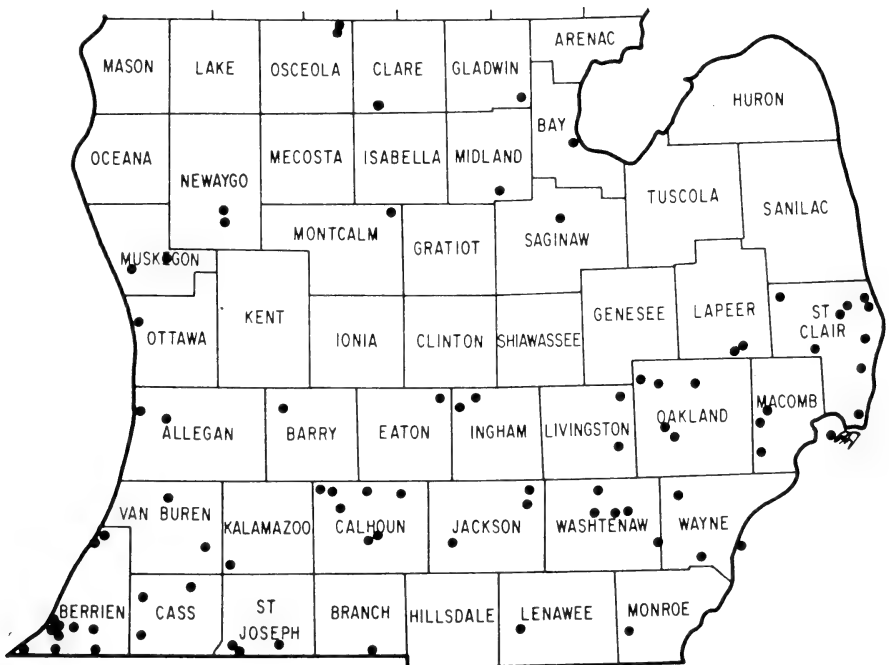 ARENAC
MASON
LAKE
OSCEOLA
CLARE
GLADWIN
HURON
BAY
OCEANA
MECOSTA
ISABELLA
MIDLAND
NEWAYGO
TUSCOLA
SANILAC
MONTCALM
GRATIOT
SAGINAW
MUSKEGON
KENT
GENESEE
LAPEER
ST
CLAIR
OTTAWA
IONIA
CLINTON
SHIAWASSEE
MACOMB
OAKLAND
ALLEGAN
BARRY
EATON
INGHAM
LIVINGSTON
VAN BUREN
KALAMAZOO
CALHOUN
JACKSON
WASHTENAW
WAYNE
BERRIEN
CASS
ST
JOSEPH
BRANCH
HILLSDALE
LENAWEE
MONROE